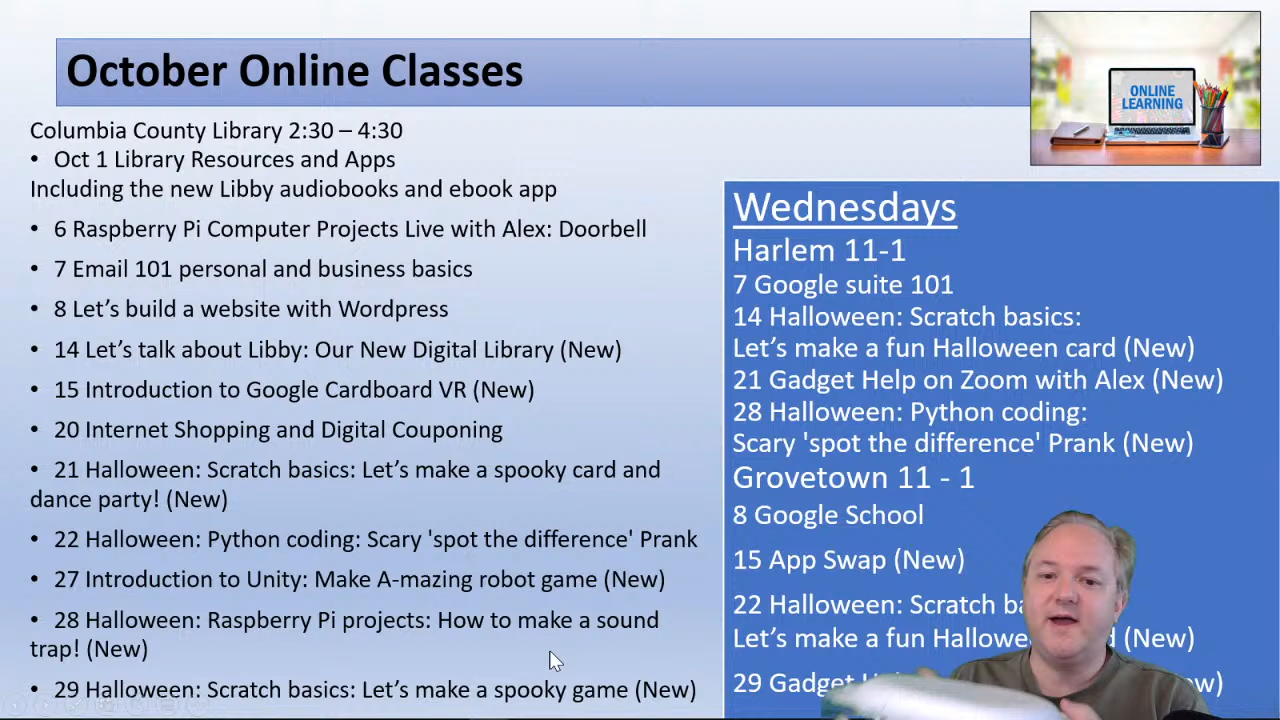 October Online Classes
ONLINE
LEARNING
Columbia County Library 2:30 – 4:30
• Oct 1 Library Resources and Apps
Including the new Libby audiobooks and ebook app
• 6 Raspberry Pi Computer Projects Live with Alex: Doorbell
• 7 Email 101 personal and business basics
• 8 Let's build a website with Wordpress
• 14 Let's talk about Libby: Our New Digital Library (New)
• 15 Introduction to Google Cardboard VR (New)
• 20 Internet Shopping and Digital Couponing
• 21 Halloween: Scratch basics: Let's make a spooky card and
dance party! (New)
• 22 Halloween: Python coding: Scary 'spot the difference' Prank
• 27 Introduction to Unity: Make A-mazing robot game (New)
• 28 Halloween: Raspberry Pi projects: How to make a sound
trap! (New)
• 29 Halloween: Scratch basics: Let's make a spooky game (New)
Wednesdays
Harlem 11-1
7 Google suite 101
14 Halloween: Scratch basics:
Let's make a fun Halloween card (New)
21 Gadget Help on Zoom with Alex (New)
28 Halloween: Python coding:
Scary 'spot the difference' Prank (New)
Grovetown 11 - 1
8 Google School
15 App Swap (New)
22 Halloween: Scratch
Let's make a fun (New)
29 Gadget